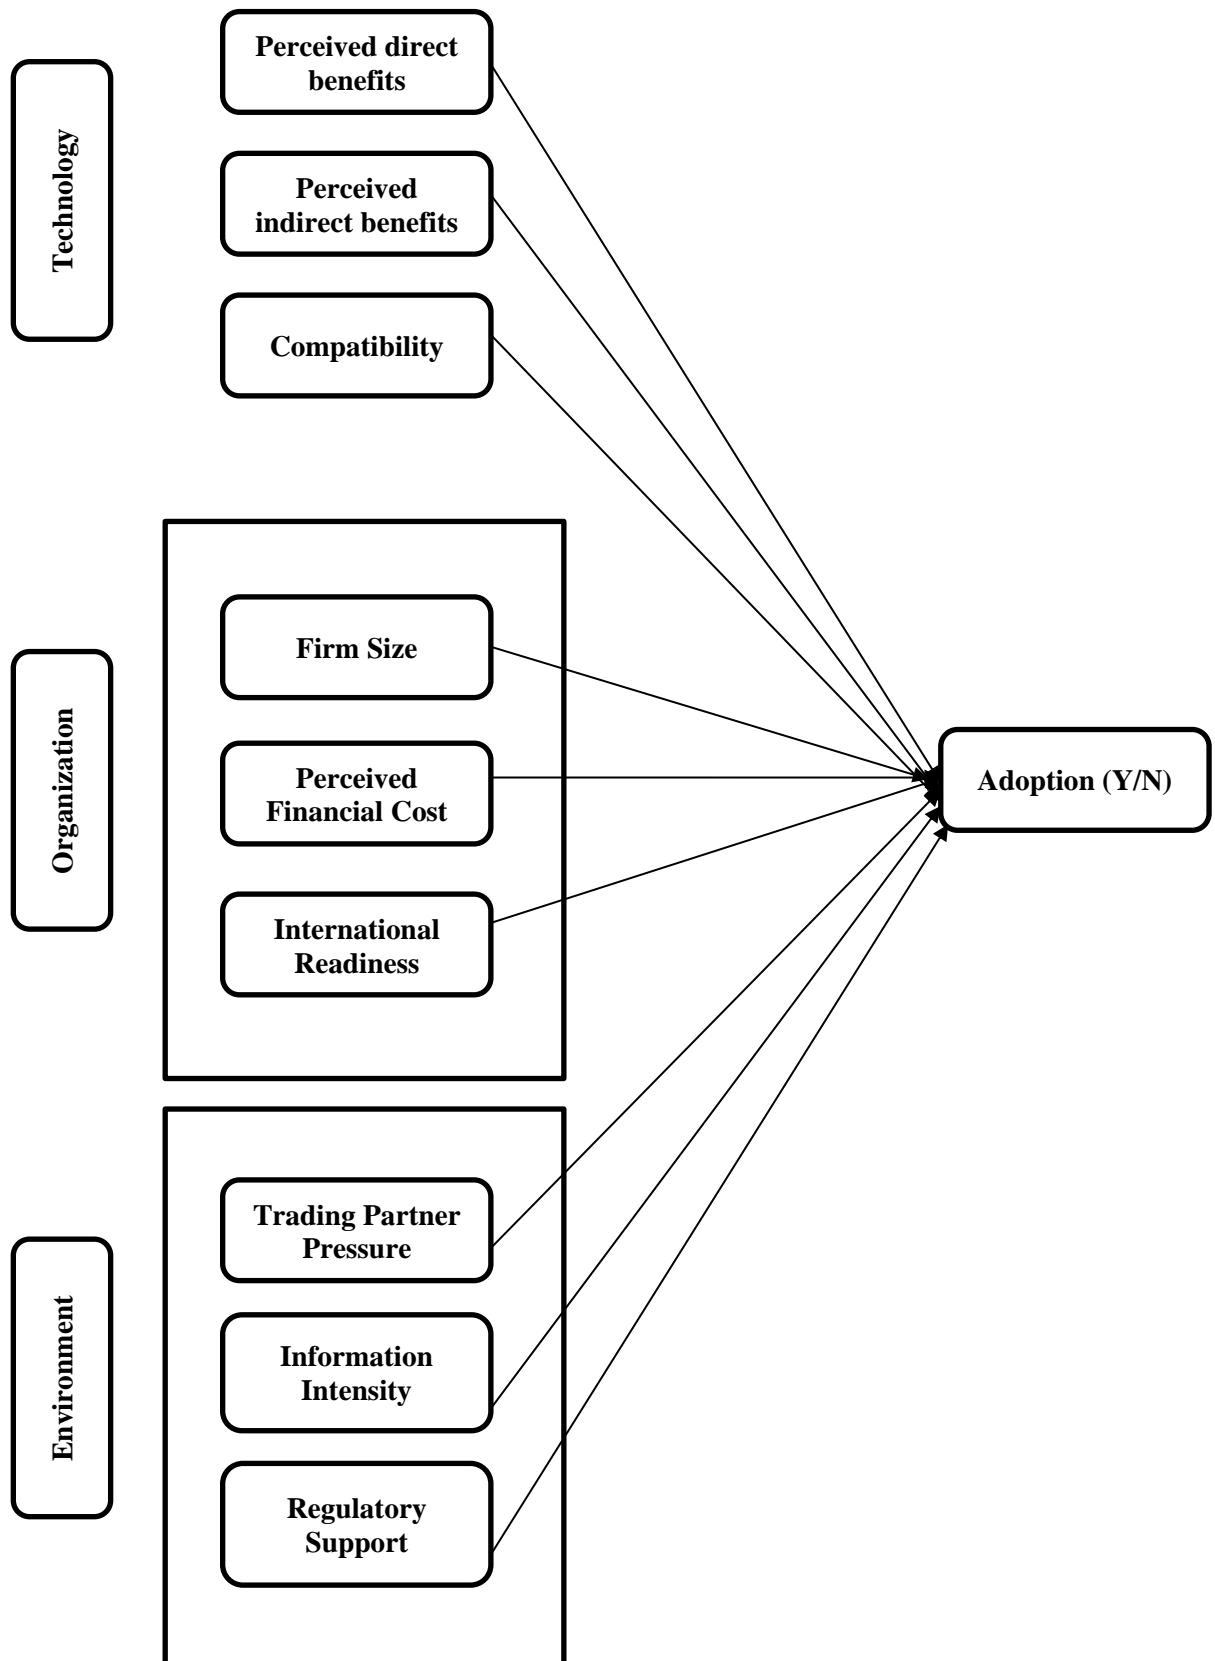 Technology
Perceived direct
benefits
Perceived
indirect benefits
Compatibility
Organization
Firm Size
Perceived
Financial Cost
International
Readiness
Adoption (Y/N)
Environment
Trading Partner
Pressure
Information
Intensity
Regulatory
Support